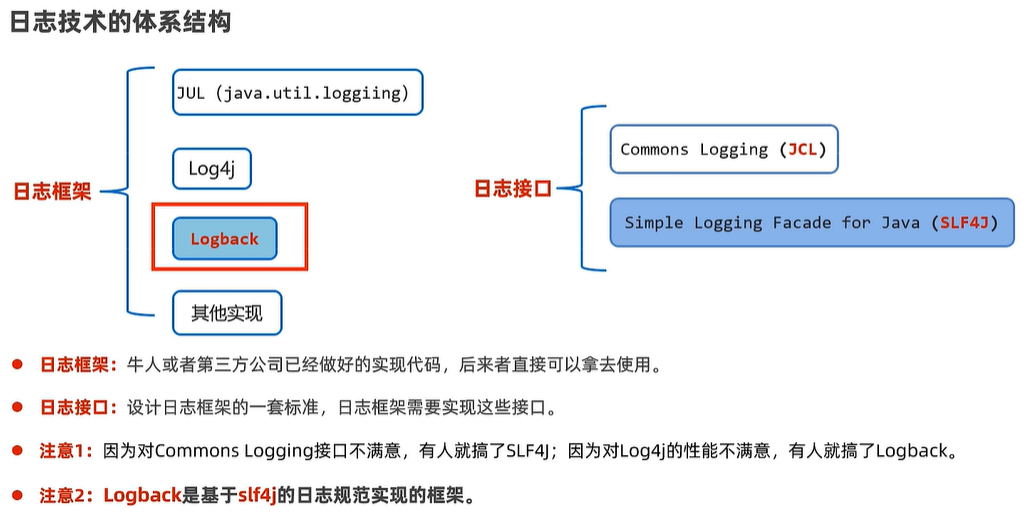 日志技术的体系结构
日志框架
JUL（java.util.loggiing）
Log4j
Logback
其他实现
日志接口
Commons Logging（JCL）
Simple Logging Facade for Java（SLF4J）
日志框架：牛人或者第三方公司已经做好的实现代码，后来者直接可以拿去使用。
日志接口：设计日志框架的一套标准，日志框架需要实现这些接口。
注意1：因为对Commons Logging接口不满意，有人就搞了SLF4J；因为对Log4j的性能不满意，有人就搞了Logback。
注意2：Logback是基于slf4j的日志规范实现的框架。